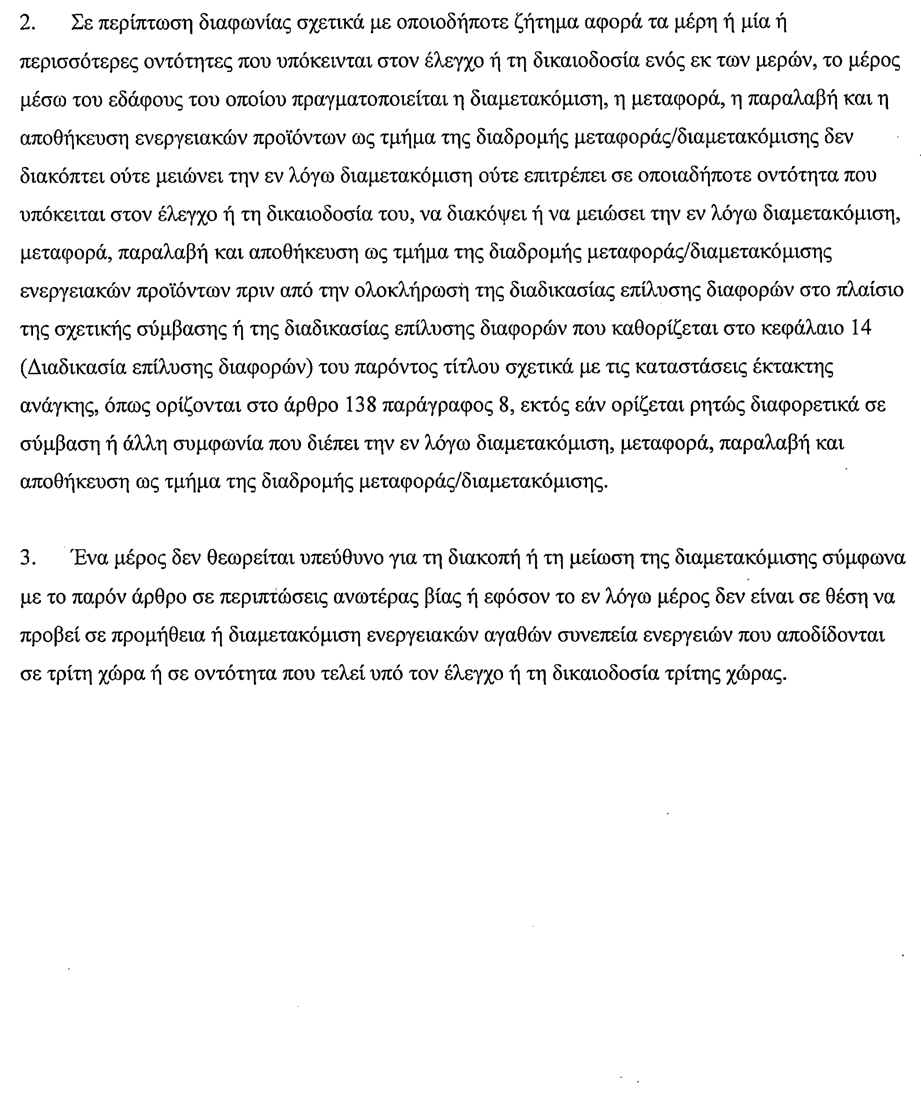 2. Σε περίπτωση διαφωνίας σχετικά με οποιοδήποτε ζήτημα αφορά τα μέρη ή μία ή
περισσότερες οντότητες που υπόκεινται στον έλεγχο ή τη δικαιοδοσία ενός εκ των μερών, το μέρος
μέσω του εδάφους του οποίου πραγματοποιείται η διαμετακόμιση, η μεταφορά, η παραλαβή και η
αποθήκευση ενεργειακών προϊόντων ως τμήμα της διαδρομής μεταφοράς/διαμετακόμισης δεν
διακόπτει ούτε μειώνει την εν λόγω διαμετακόμιση ούτε επιτρέπει σε οποιαδήποτε οντότητα που
υπόκειται στον έλεγχο ή τη δικαιοδοσία του, να διακόψει ή να μειώσει την εν λόγω διαμετακόμιση,
μεταφορά, παραλαβή και αποθήκευση ως τμήμα της διαδρομής μεταφοράς/διαμετακόμισης
ενεργειακών προϊόντων πριν από την ολοκλήρωση της διαδικασίας επίλυσης διαφορών στο πλαίσιο
της σχετικής σύμβασης ή της διαδικασίας επίλυσης διαφορών που καθορίζεται στο κεφάλαιο 14
(Διαδικασία επίλυσης διαφορών) του παρόντος τίτλου σχετικά με τις καταστάσεις έκτακτης
ανάγκης, όπως ορίζονται στο άρθρο 138 παράγραφος 8, εκτός εάν ορίζεται ρητώς διαφορετικά σε
σύμβαση ή άλλη συμφωνία που διέπει την εν λόγω διαμετακόμιση, μεταφορά, παραλαβή και
αποθήκευση ως τμήμα της διαδρομής μεταφοράς/διαμετακόμισης.
3. Ένα μέρος δεν θεωρείται υπεύθυνο για τη διακοπή ή τη μείωση της διαμετακόμισης σύμφωνα
με το παρόν άρθρο σε περιπτώσεις ανωτέρας βίας ή εφόσον το εν λόγω μέρος δεν είναι σε θέση να
προβεί σε προμήθεια ή διαμετακόμιση ενεργειακών αγαθών συνεπεία ενεργειών που αποδίδονται
σε τρίτη χώρα ή σε οντότητα που τελεί υπό τον έλεγχο ή τη δικαιοδοσία τρίτης χώρας.